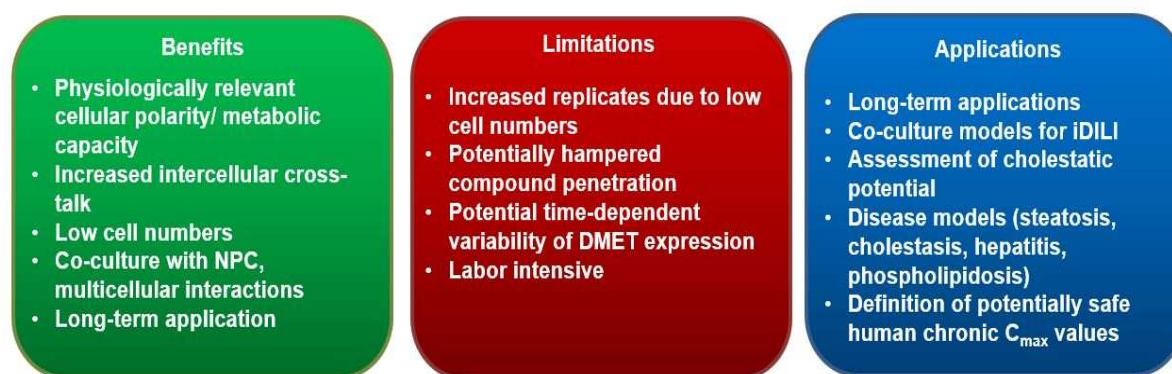 Benefits
• Physiologically relevant
cellular polarity/ metabolic
capacity
• Increased intercellular cross-
talk
• Low cell numbers
• Co-culture with NPC,
multicellular interactions
• Long-term application
Limitations
• Increased replicates due to low
cell numbers
• Potentially hampered
compound penetration
• Potential time-dependent
variability of DMET expression
• Labor intensive
Applications
• Long-term applications
• Co-culture models for iDILI
• Assessment of cholestatic
potential
• Disease models (steatosis,
cholestasis, hepatitis,
phospholipidosis)
• Definition of potentially safe
human chronic Cmax values